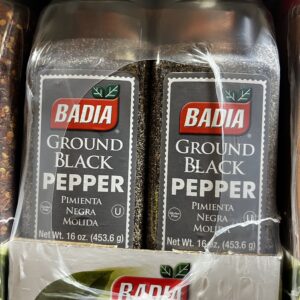 BADIA
GROUND
BLACK
PEPPER
PIMIENTA
NEGRA
MOLIDA
Net Wt. 16 oz. (453.6 g)
BADIA
GROUND
BLACK
PEPPER
PIMIENTA
NEGRA
MOLIDA
Net Wt. 16 oz. (453.6 g)
BADIA